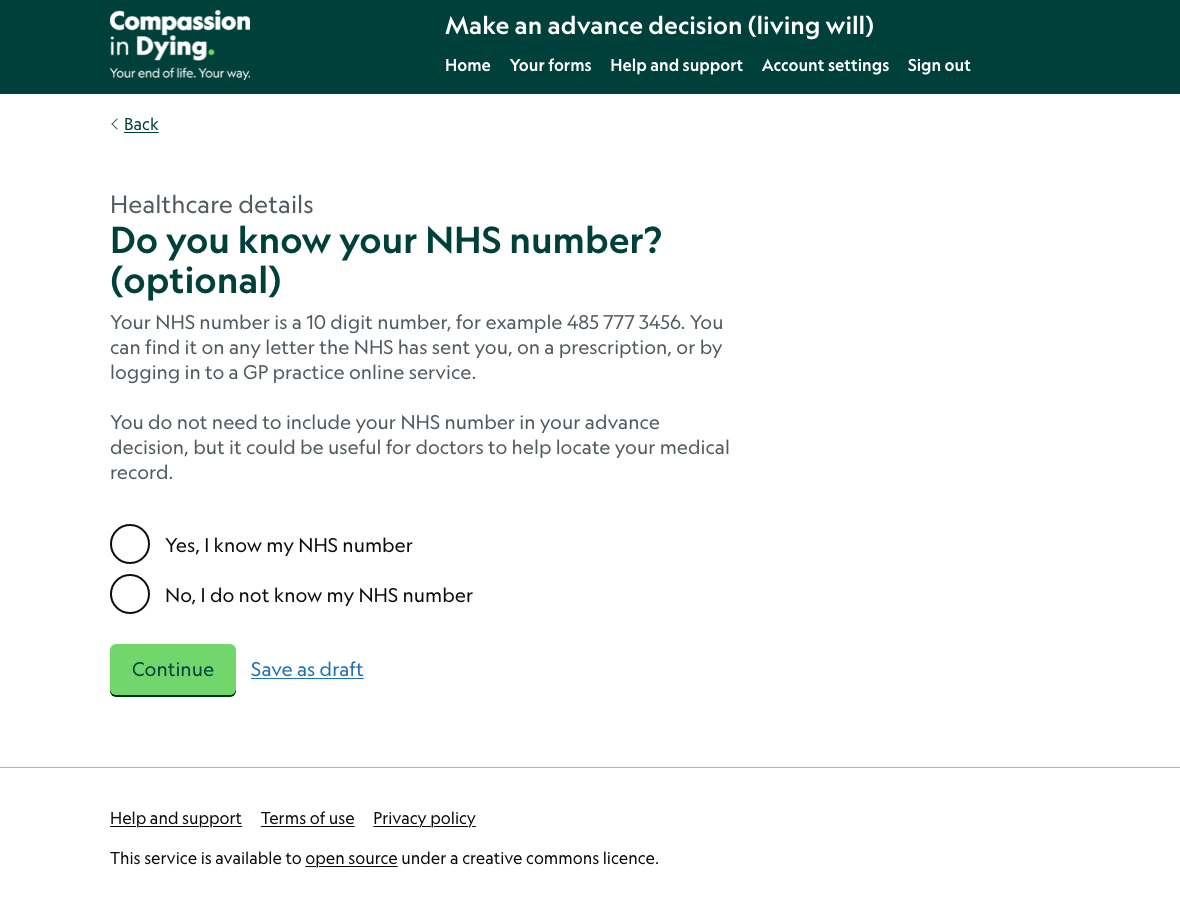 Compassion
in Dying.
Your end of life. Your way.
Make an advance decision (living will)
Home Your forms Help and support Account settings Sign out
Back
Healthcare details
Do you know your NHS number?
(optional)
Your NHS number is a 10 digit number, for example 485 777 3456. You
can find it on any letter the NHS has sent you, on a prescription, or by
logging in to a GP practice online service.
You do not need to include your NHS number in your advance
decision, but it could be useful for doctors to help locate your medical
record.
Yes, I know my NHS number
No, I do not know my NHS number
Continue Save as draft
Help and support Terms of use Privacy policy
This service is available to open source under a creative commons licence.